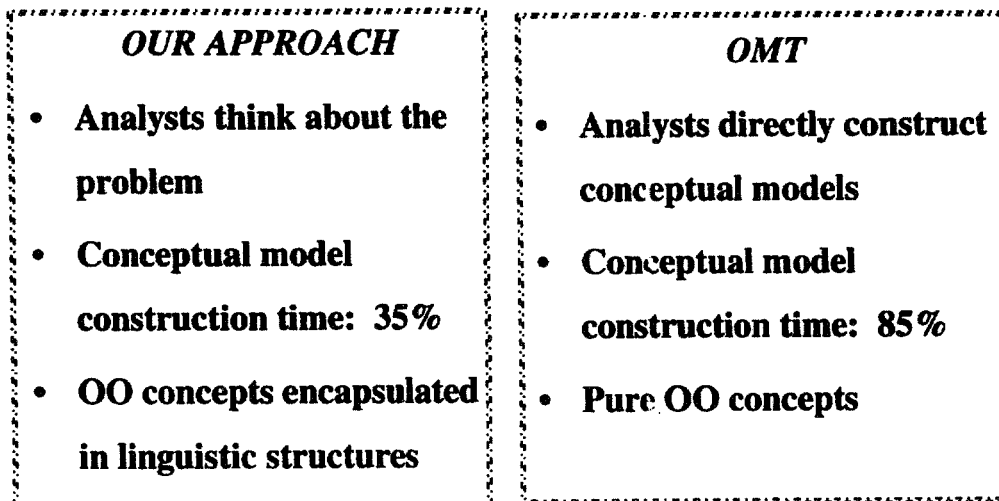 OUR APPROACH
• Analysts think about the
problem
• Conceptual model
construction time: 35%
• OO concepts encapsulated
in linguistic structures
OMT
• Analysts directly construct
conceptual models
• Conceptual model
construction time: 85%
• Pure OO concepts